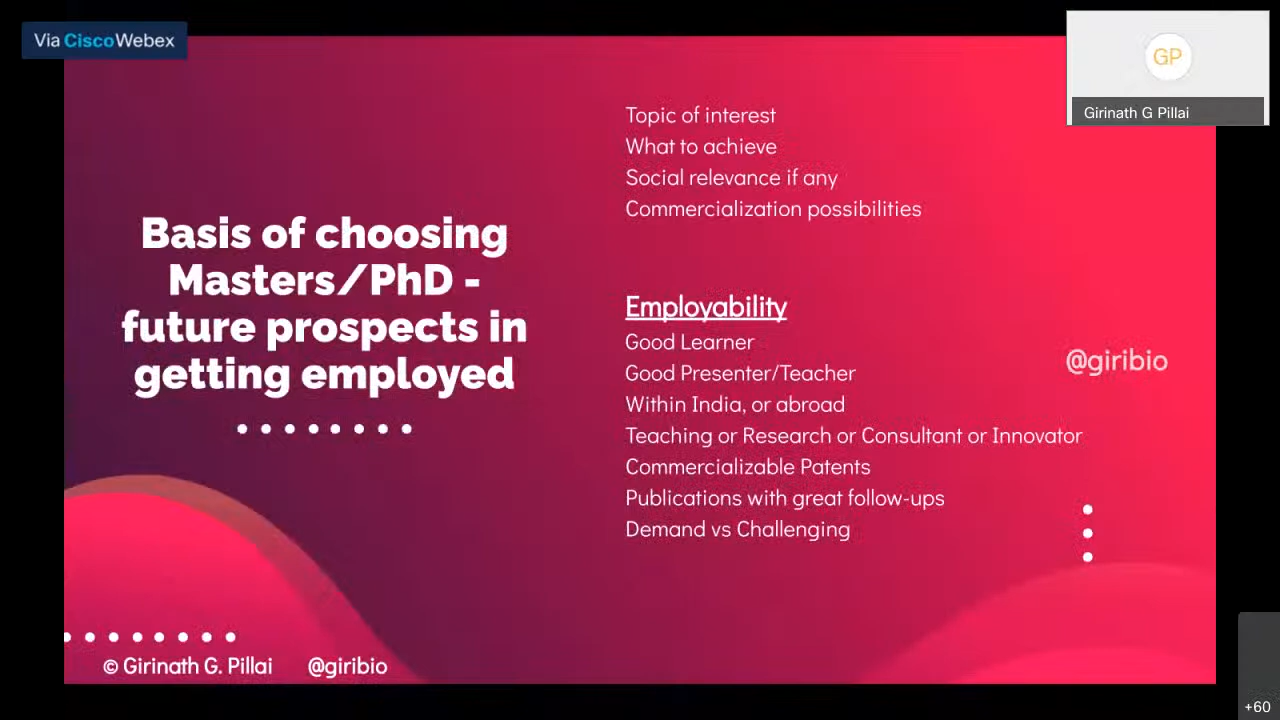 Via Cisco Webex
GP
Girinath G Pillai
Basis of choosing
Masters/PhD -
future prospects in
getting employed
Topic of interest
What to achieve
Social relevance if any
Commercialization possibilities
Employability
Good Learner
Good Presenter/Teacher
Within India, or abroad
Teaching or Research or Consultant or Innovator
Commercializable Patents
Publications with great follow-ups
Demand vs Challenging
@giribio
© Girinath G. Pillai @giribio
+60